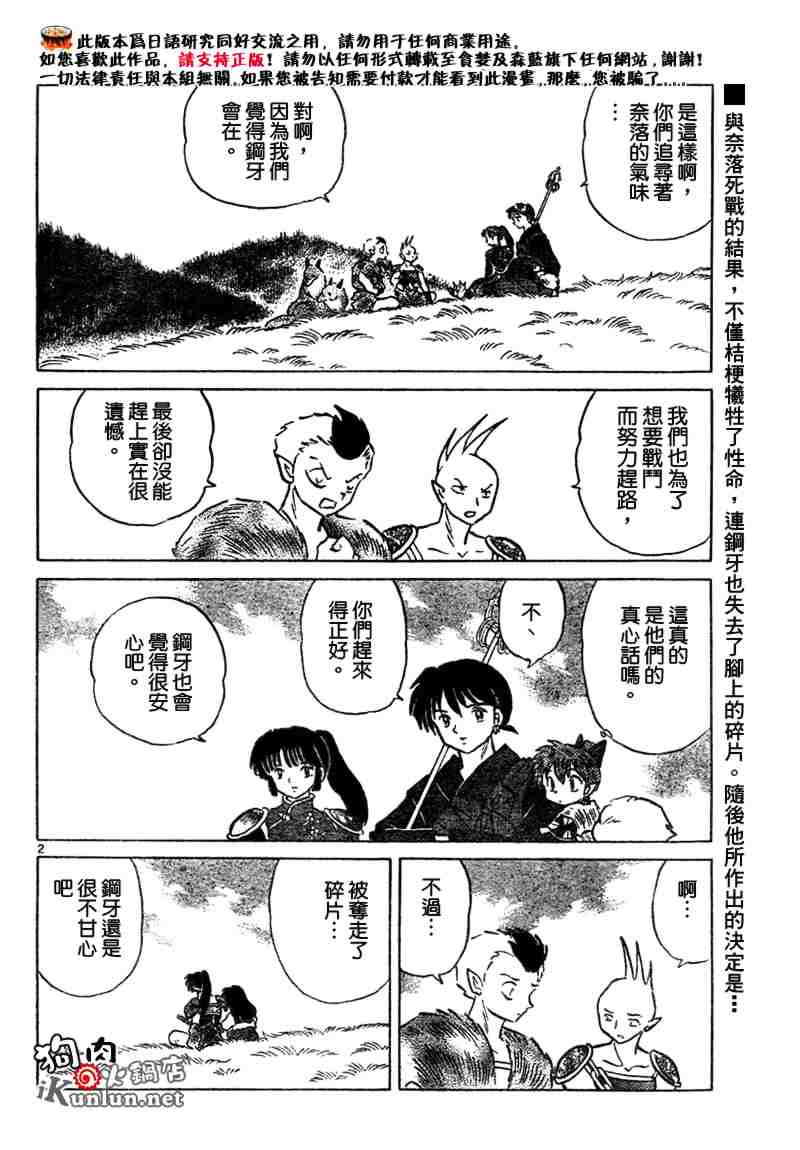 此版本爲日語研究同好交流之用，請勿用于任何商業用途。
如您喜歡此作品，請支持正版！請勿以任何形式轉載至貪婪及森藍旗下任何網站，謝謝！
一切法律責任與本組無關，如果您被告知需要付款才能看到此漫畫，那麼，您被騙了……
■與奈落死戰的結果，不僅桔梗犧牲了性命，連鋼牙也失去了腳上的碎片。隨後他所作出的決定是…
是這樣啊，
你們追尋著
奈落的氣味
…
對啊，
因為我們
覺得鋼牙
會在。
我們也為了
想要戰鬥
而努力趕路，
最後卻沒能
趕上實在很
遺憾。
這真的
是他們的
真心話嗎。
不、
你們趕來
得正好。
鋼牙也會
覺得很安
心吧。
2
啊…
不過…
被奪走了
碎片…
鋼牙還是
很不甘心
吧
狗肉
火鍋店
iKunlun.net